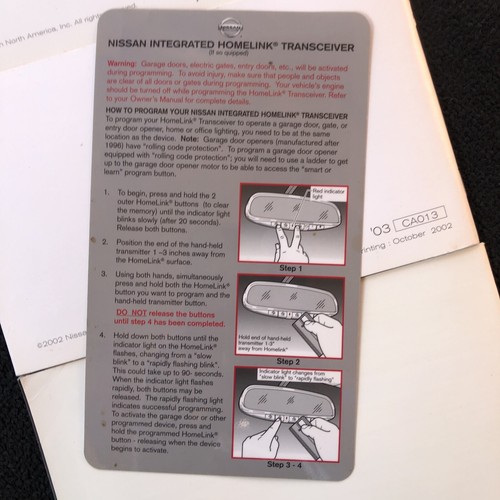 North America, Inc. All rights
NISSAN
NISSAN INTEGRATED HOMELINK® TRANSCEIVER
(If so equipped)
Warning: Garage doors, electric gates, entry doors, etc., will be activated
during programming. To avoid injury, make sure that people and objects
are clear of all doors or gates during programming. Your vehicle's engine
should be turned off while programming the HomeLink® Transceiver. Refer
to your Owner's Manual for complete details.
HOW TO PROGRAM YOUR NISSAN INTEGRATED HOMELINK® TRANSCEIVER
To program your HomeLink® Transceiver to operate a garage door, gate, or
entry door opener, home or office lighting, you need to be at the same
location as the device. Note: Garage door openers (manufactured after
1996) have "rolling code protection". To program a garage door opener
equipped with "rolling code protection"; you will need to use a ladder to get
up to the garage door opener motor to be able to access the "smart or
learn" program button.
1. To begin, press and hold the 2
outer HomeLink® buttons (to clear
the memory) until the indicator light
blinks slowly (after 20 seconds).
Release both buttons.
2. Position the end of the hand-held
transmitter 1 -3 inches away from
the HomeLink® surface.
3. Using both hands, simultaneously
press and hold both the HomeLink®
button you want to program and the
hand-held transmitter button.
DO NOT release the buttons
until step 4 has been completed.
4. Hold down both buttons until the
indicator light on the HomeLink®
flashes, changing from a "slow
blink" to a "rapidly flashing blink".
This could take up to 90- seconds.
When the indicator light flashes
rapidly, both buttons may be
released. The rapidly flashing light
indicates successful programming.
To activate the garage door or other
programmed device, press and
hold the programmed HomeLink®
button - releasing when the device
begins to activate.
Red indicator
light
Step 1
Hold end of hand-held
transmitter 1-3"
away from Homelink®
Step 2
Indicator light changes from
"slow blink" to "rapidly flashing"
Step 3 - 4
'03 CA013
printing : October 2002
©2002 Nissan